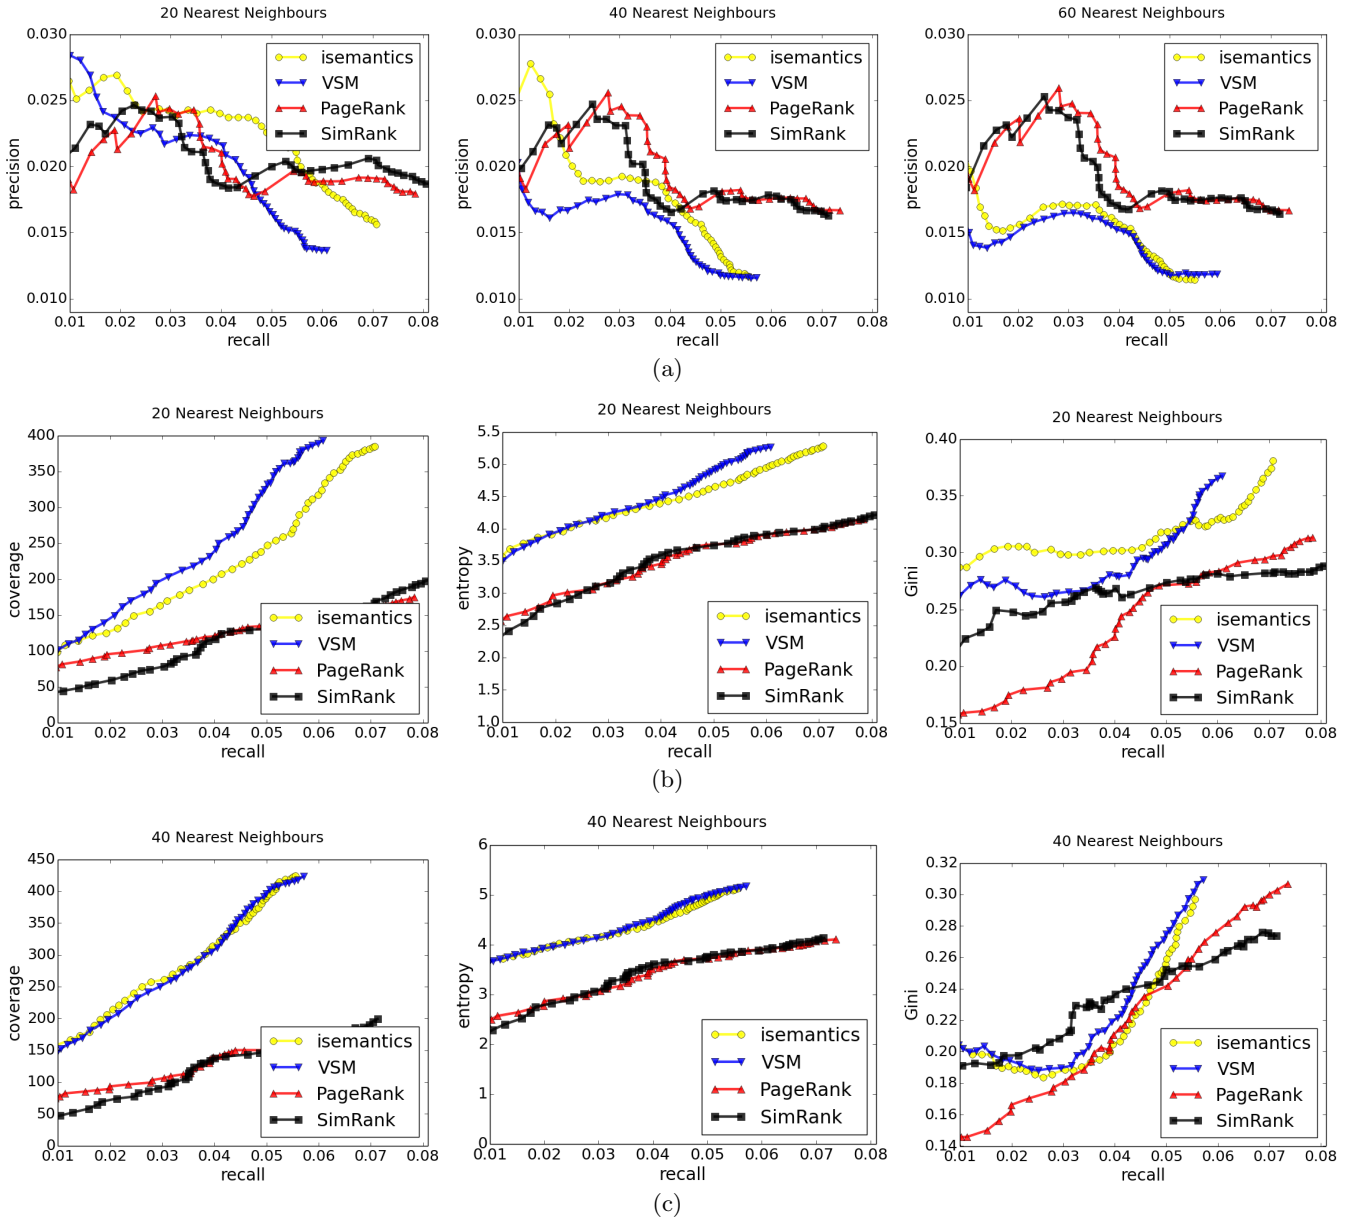 20 Nearest Neighbours
0.030
0.025
0.020
0.015
0.010
precision
0.01 0.02 0.03 0.04 0.05 0.06 0.07 0.08
recall
isemantics
VSM
PageRank
SimRank
40 Nearest Neighbours
0.030
0.025
0.020
0.015
0.010
precision
0.01 0.02 0.03 0.04 0.05 0.06 0.07 0.08
recall
isemantics
VSM
PageRank
SimRank
60 Nearest Neighbours
0.030
0.025
0.020
0.015
0.010
precision
0.01 0.02 0.03 0.04 0.05 0.06 0.07 0.08
recall
isemantics
VSM
PageRank
SimRank
(a)
20 Nearest Neighbours
400
350
300
250
200
150
100
50
0
coverage
0.01 0.02 0.03 0.04 0.05 0.06 0.07 0.08
recall
isemantics
VSM
PageRank
SimRank
20 Nearest Neighbours
5.5
5.0
4.5
4.0
3.5
3.0
2.5
2.0
1.5
1.0
entropy
0.01 0.02 0.03 0.04 0.05 0.06 0.07 0.08
recall
isemantics
VSM
PageRank
SimRank
20 Nearest Neighbours
0.40
0.35
0.30
0.25
0.20
0.15
Gini
0.01 0.02 0.03 0.04 0.05 0.06 0.07 0.08
recall
isemantics
VSM
PageRank
SimRank
(b)
40 Nearest Neighbours
450
400
350
300
250
200
150
100
50
0
coverage
0.01 0.02 0.03 0.04 0.05 0.06 0.07 0.08
recall
isemantics
VSM
PageRank
SimRank
40 Nearest Neighbours
6
5
4
3
2
1
0
entropy
0.01 0.02 0.03 0.04 0.05 0.06 0.07 0.08
recall
isemantics
VSM
PageRank
SimRank
40 Nearest Neighbours
0.32
0.30
0.28
0.26
0.24
0.22
0.20
0.18
0.16
0.14
Gini
0.01 0.02 0.03 0.04 0.05 0.06 0.07 0.08
recall
isemantics
VSM
PageRank
SimRank
(c)